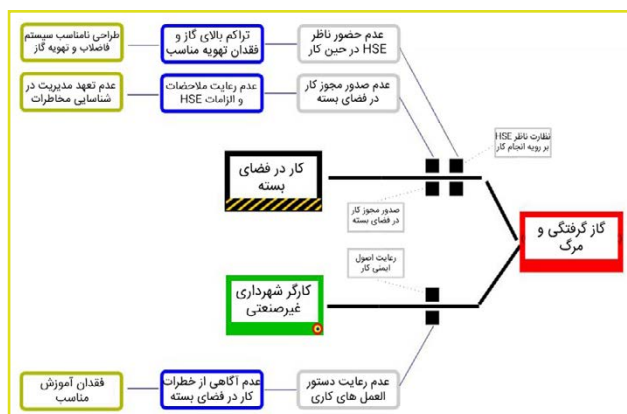 عدم حضور ناظر
HSE در حین کار
تراکم بالای گاز و
فقدان تهویه مناسب
طراحی نامناسب سیستم
فاضلاب و تهویه گاز
عدم صدور مجوز کار
در فضای بسته
عدم رعایت ملاحضات
و الزامات HSE
عدم تعهد مدیریت در
شناسایی مخاطرات
نظارت ناظر HSE
بر رویه انجام کار
کار در فضای
بسته
صدور مجوز کار
در فضای بسته
گاز گرفتگی و
مرگ
رعایت اصول
ایمنی کار
کارگر شهرداری
غیرصنعتی
عدم رعایت دستور
العمل های کاری
عدم آگاهی از خطرات
کار در فضای بسته
فقدان آموزش
مناسب